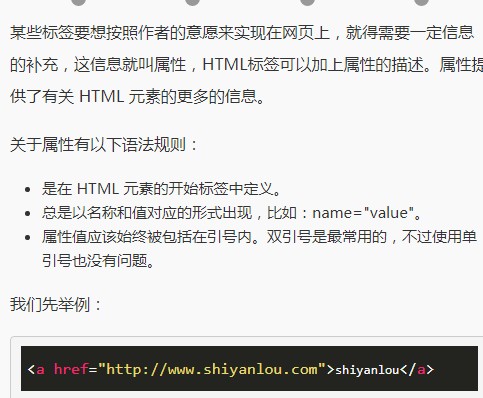 某些标签要想按照作者的意愿来实现在网页上，就得需要一定信息
的补充，这信息就叫属性，HTML标签可以加上属性的描述。属性提
供了有关 HTML 元素的更多的信息。
关于属性有以下语法规则：
• 是在 HTML 元素的开始标签中定义。
• 总是以名称和值对应的形式出现，比如：name="value"。
• 属性值应该始终被包括在引号内。双引号是最常用的，不过使用单
引号也没有问题。
我们先举例：
<a href="http://www.shiyanlou.com">shiyanlou</a>